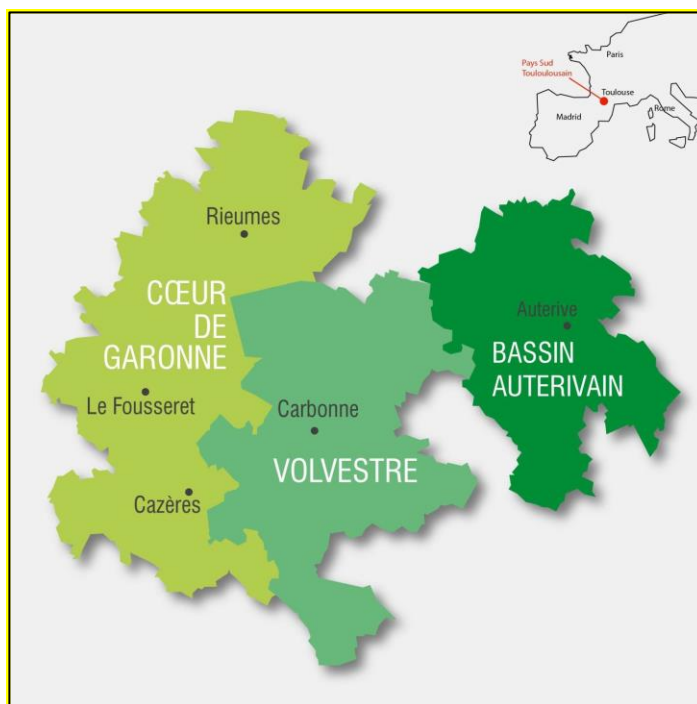 Paris
Pays Sud
Touloulousain
Toulouse
Madrid
Rome
Rieumes
CŒUR
DE
GARONNE
Auterive
BASSIN
AUTERIVAIN
Le Fousseret
Carbonne
VOLVESTRE
Cazères